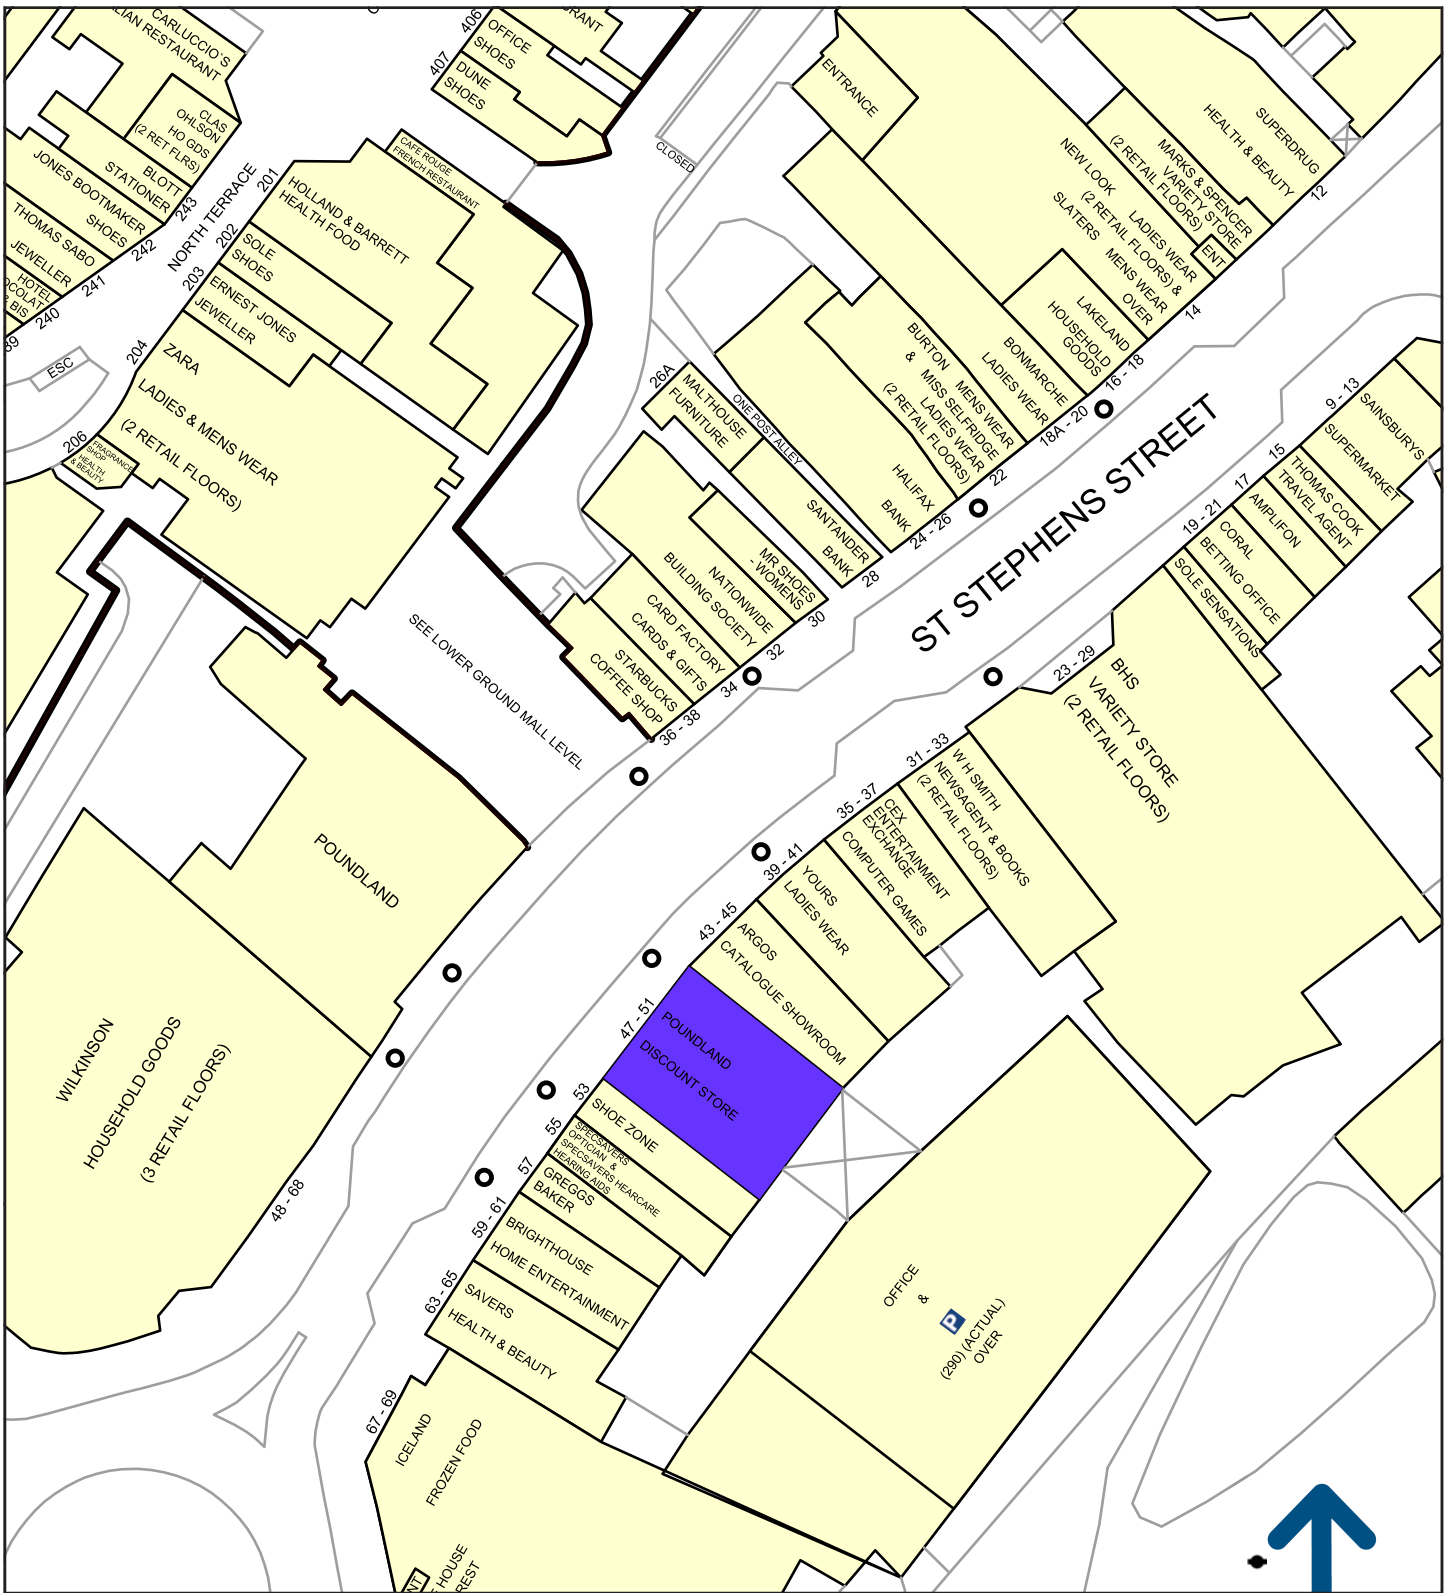 CARLUCCIO'S
ITALIAN RESTAURANT
CLAS
OHLSON
HO GDS
(2 RET FLRS)
BLOTT
STATIONER
243
JONES BOOTMAKER
SHOES
242
THOMAS SABO
JEWELLER
241
HOTEL
240
NORTH TERRACE
406
OFFICE
SHOES
407
DUNE
SHOES
CAFE ROUGE
FRENCH RESTAURANT
201
HOLLAND & BARRETT
HEALTH FOOD
202
SOLE
SHOES
203
ERNEST JONES
JEWELLER
204
ZARA
LADIES & MENS WEAR
(2 RETAIL FLOORS)
ESC
206
FRAGRANCE
SHOP
HEALTH
& BEAUTY
CLOSED
ENTRANCE
SUPERDRUG
HEALTH & BEAUTY
12
MARKS & SPENCER
VARIETY STORE
(2 RETAIL FLOORS)
ENT
NEW LOOK
LADIES WEAR
(2 RETAIL FLOORS) &
SLATERS MENS WEAR
OVER
14
LAKELAND
HOUSEHOLD
GOODS
16 - 18
BONMARCHE
LADIES WEAR
18A - 20
BURTON MENS WEAR
& MISS SELFRIDGE
LADIES WEAR
(2 RETAIL FLOORS)
22
HALIFAX
BANK
24 - 26
26A
MALTHOUSE
FURNITURE
ONE POST ALLEY
SANTANDER
BANK
28
MR SHOES
-WOMENS
30
NATIONWIDE
BUILDING SOCIETY
32
CARD FACTORY
CARDS & GIFTS
34
STARBUCKS
COFFEE SHOP
36 - 38
SEE LOWER GROUND MALL LEVEL
ST STEPHENS STREET
9 - 13
SAINSBURYS
SUPERMARKET
15
THOMAS COOK
TRAVEL AGENT
17
AMPLIFON
19 - 21
CORAL
BETTING OFFICE
SOLE SENSATIONS
23 - 29
BHS
VARIETY STORE
(2 RETAIL FLOORS)
31 - 33
W H SMITH
NEWSAGENT & BOOKS
(2 RETAIL FLOORS)
35 - 37
CEX
ENTERTAINMENT
EXCHANGE
COMPUTER GAMES
39 - 41
YOURS
LADIES WEAR
43 - 45
ARGOS
CATALOGUE SHOWROOM
47 - 51
POUNDLAND
DISCOUNT STORE
53
SHOE ZONE
55
SPECSAVERS
OPTICIAN &
SPECSAVERS HEARCARE
HEARING AIDS
57
GREGGS
BAKER
59 - 61
BRIGHTHOUSE
HOME ENTERTAINMENT
63 - 65
SAVERS
HEALTH & BEAUTY
67 - 69
ICELAND
FROZEN FOOD
HOUSE
POUNDLAND
WILKINSON
HOUSEHOLD GOODS
(3 RETAIL FLOORS)
48 - 68
OFFICE
&
P
(290) (ACTUAL)
OVER